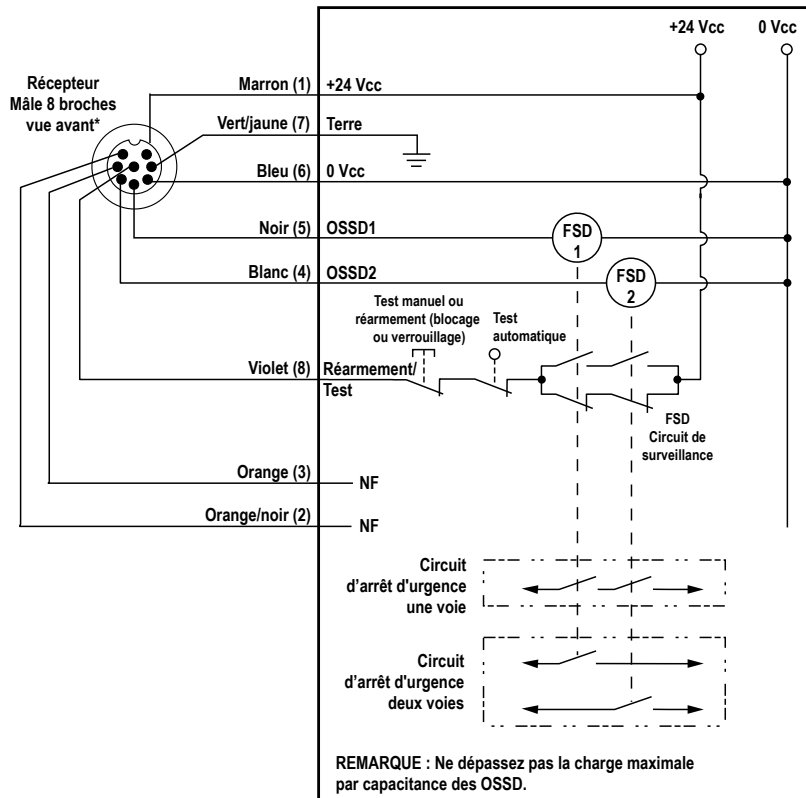 +24 Vcc
0 Vcc
Récepteur
Mâle 8 broches
vue avant*
Marron (1)
+24 Vcc
Vert/jaune (7)
Terre
Bleu (6)
0 Vcc
Noir (5)
OSSD1
FSD
1
Blanc (4)
OSSD2
FSD
2
Test manuel ou
réarmement (blocage
ou verrouillage)
Test
automatique
Violet (8)
Réarmement/
Test
FSD
Circuit de
surveillance
Orange (3)
NF
Orange/noir (2)
NF
Circuit
d’arrêt d'urgence
une voie
Circuit
d’arrêt d'urgence
deux voies
REMARQUE : Ne dépassez pas la charge maximale
par capacitance des OSSD.